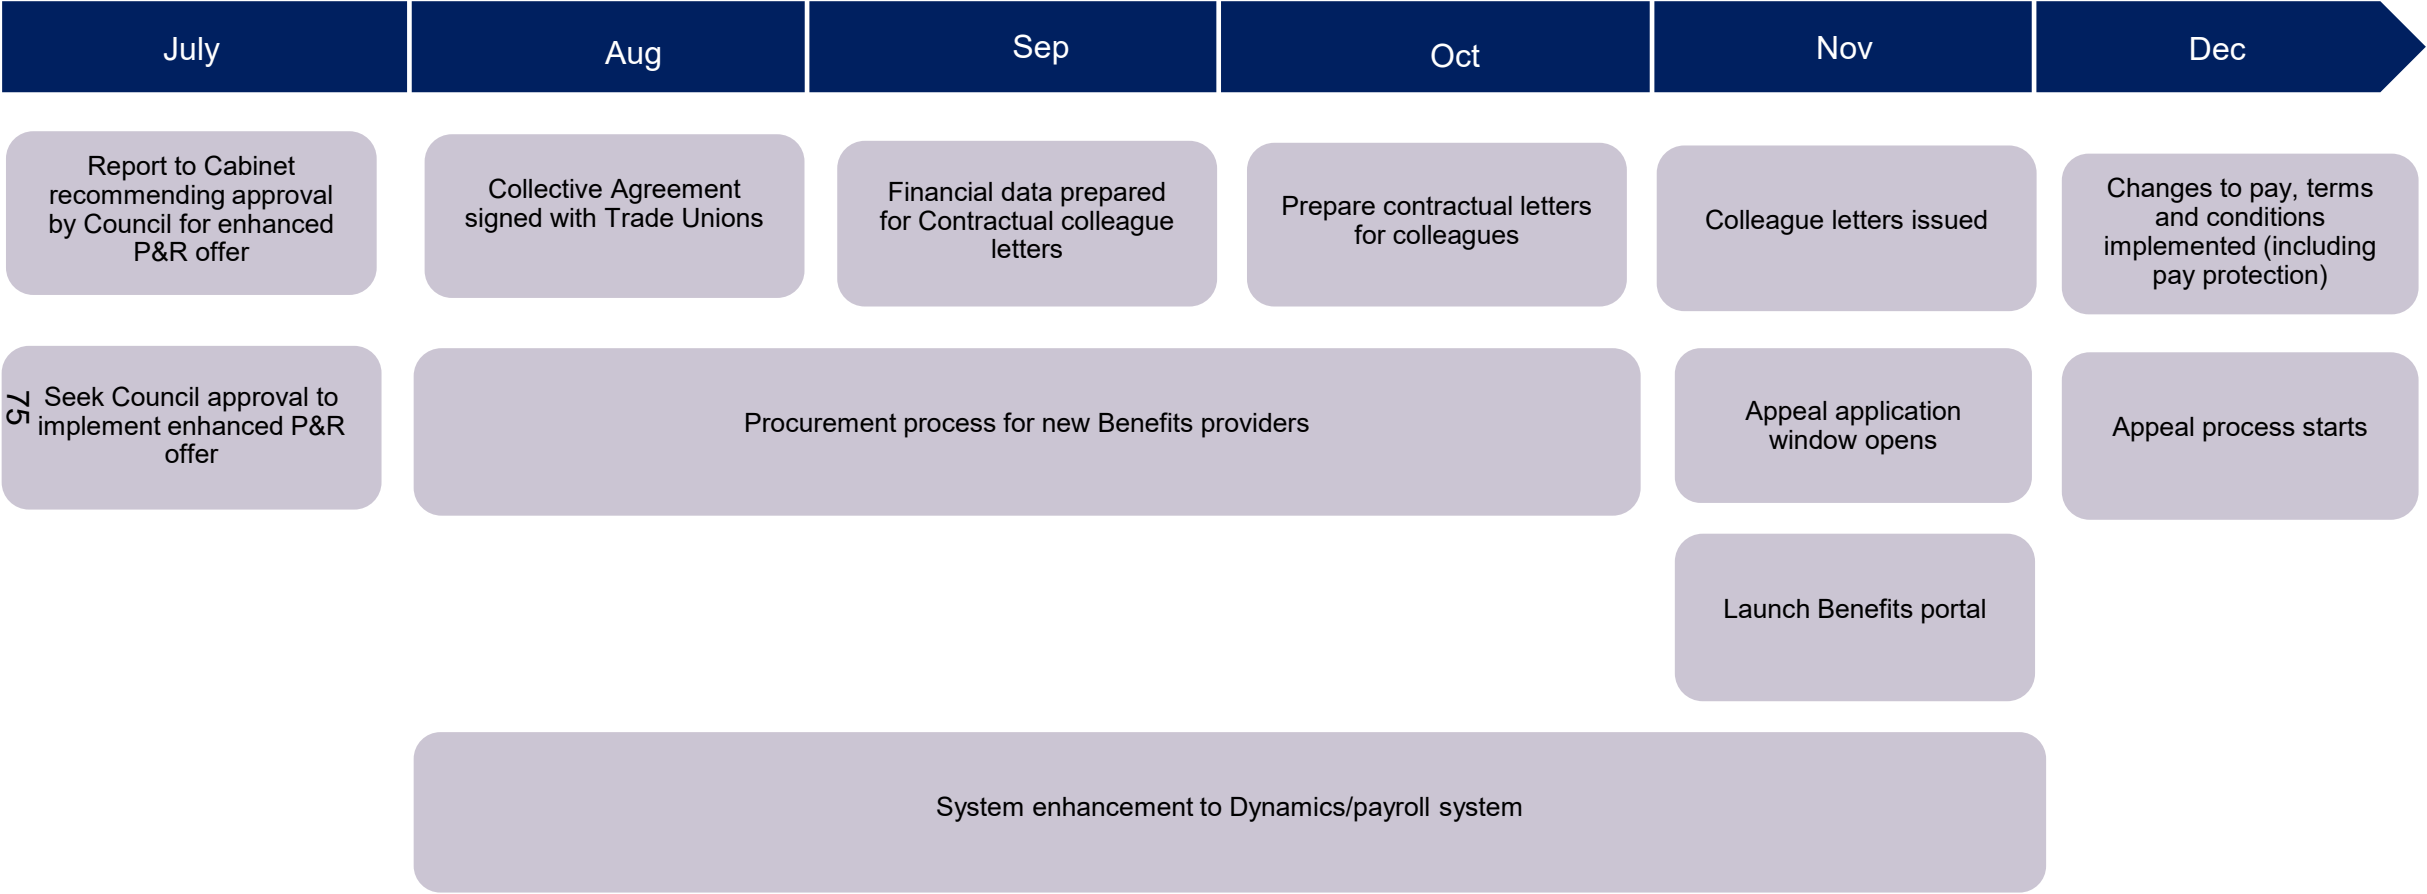 July
Aug
Sep
Oct
Nov
Dec
Report to Cabinet
recommending approval
by Council for enhanced
P&R offer
Collective Agreement
signed with Trade Unions
Financial data prepared
for Contractual colleague
letters
Prepare contractual letters
for colleagues
Colleague letters issued
Changes to pay, terms
and conditions
implemented (including
pay protection)
75
Seek Council approval to
implement enhanced P&R
offer
Procurement process for new Benefits providers
Appeal application
window opens
Appeal process starts
Launch Benefits portal
System enhancement to Dynamics/payroll system